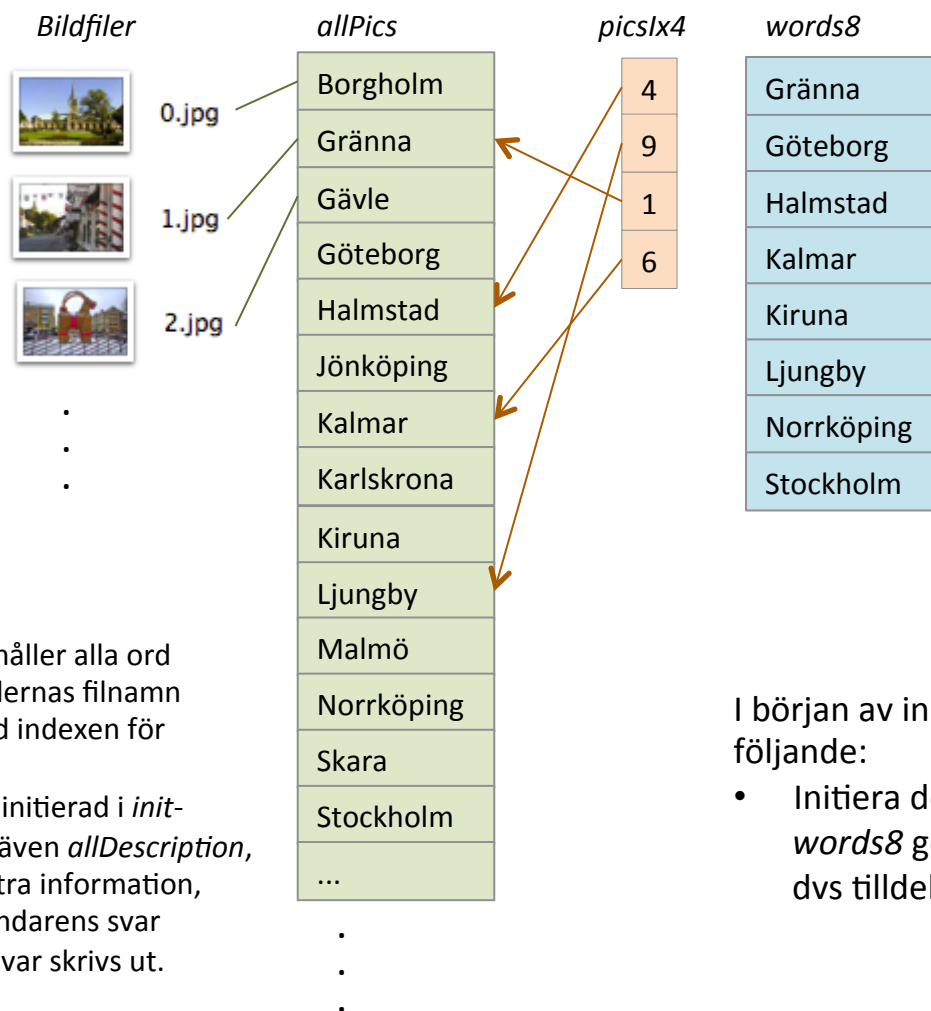 Bildfiler
0.jpg
1.jpg
2.jpg
.
.
.
allPics
Borgholm
Gränna
Gävle
Göteborg
Halmstad
Jönköping
Kalmar
Karlskrona
Kiruna
Ljungby
Malmö
Norrköping
Skara
Stockholm
...
.
.
.
picsIx4
4
9
1
6
words8
Gränna
Göteborg
Halmstad
Kalmar
Kiruna
Ljungby
Norrköping
Stockholm
håller alla ord
dernas filnamn
d indexen för
initierad i init-
även allDescription,
tra information,
ndarens svar
var skrivs ut.
I början av in
följande:
• Initiera d
words8 g
dvs tilldel